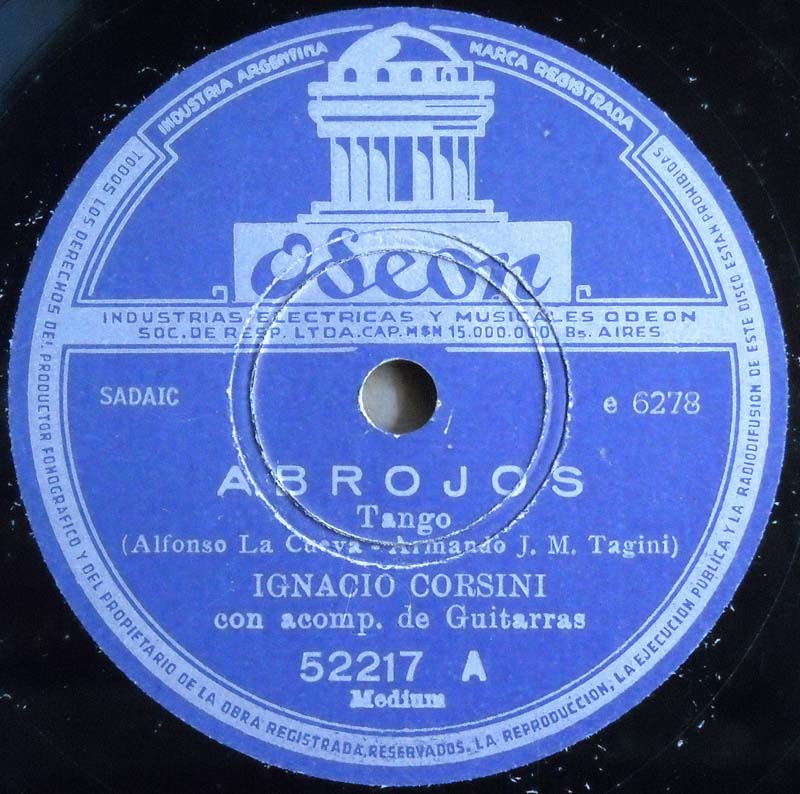 INDUSTRIA ARGENTINA
MARCA REGISTRADA
TODOS LOS DERECHOS DEL PRODUCTOR FONOGRAFICO Y DEL PROPIETARIO DE LA OBRA REGISTRADA, RESERVADOS. LA REPRODUCCION, LA EJECUCION PUBLICA Y LA RADIODIFUSION DE ESTE DISCO ESTAN PROHIBIDAS
Odeon
INDUSTRIAS ELECTRICAS Y MUSICALES ODEON
SOC. DE RESP. LTDA. CAP. M$N 15.000.000 Bs. AIRES
SADAIC
e 6278
ABROJOS
Tango
(Alfonso La Cueva - Armando J. M. Tagini)
IGNACIO CORSINI
con acomp. de Guitarras
52217 A
Medium